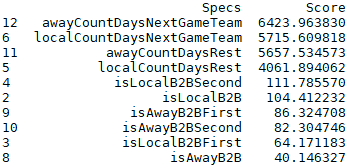 Specs Score
12 awayCountDaysNextGameTeam 6423.963830
6 localCountDaysNextGameTeam 5715.609818
11 awayCountDaysRest 5657.534573
5 localCountDaysRest 4061.894062
4 isLocalB2BSecond 111.785570
2 isLocalB2B 104.412232
9 isAwayB2BFirst 86.324708
10 isAwayB2BSecond 82.304746
3 isLocalB2BFirst 64.171183
8 isAwayB2B 40.146327